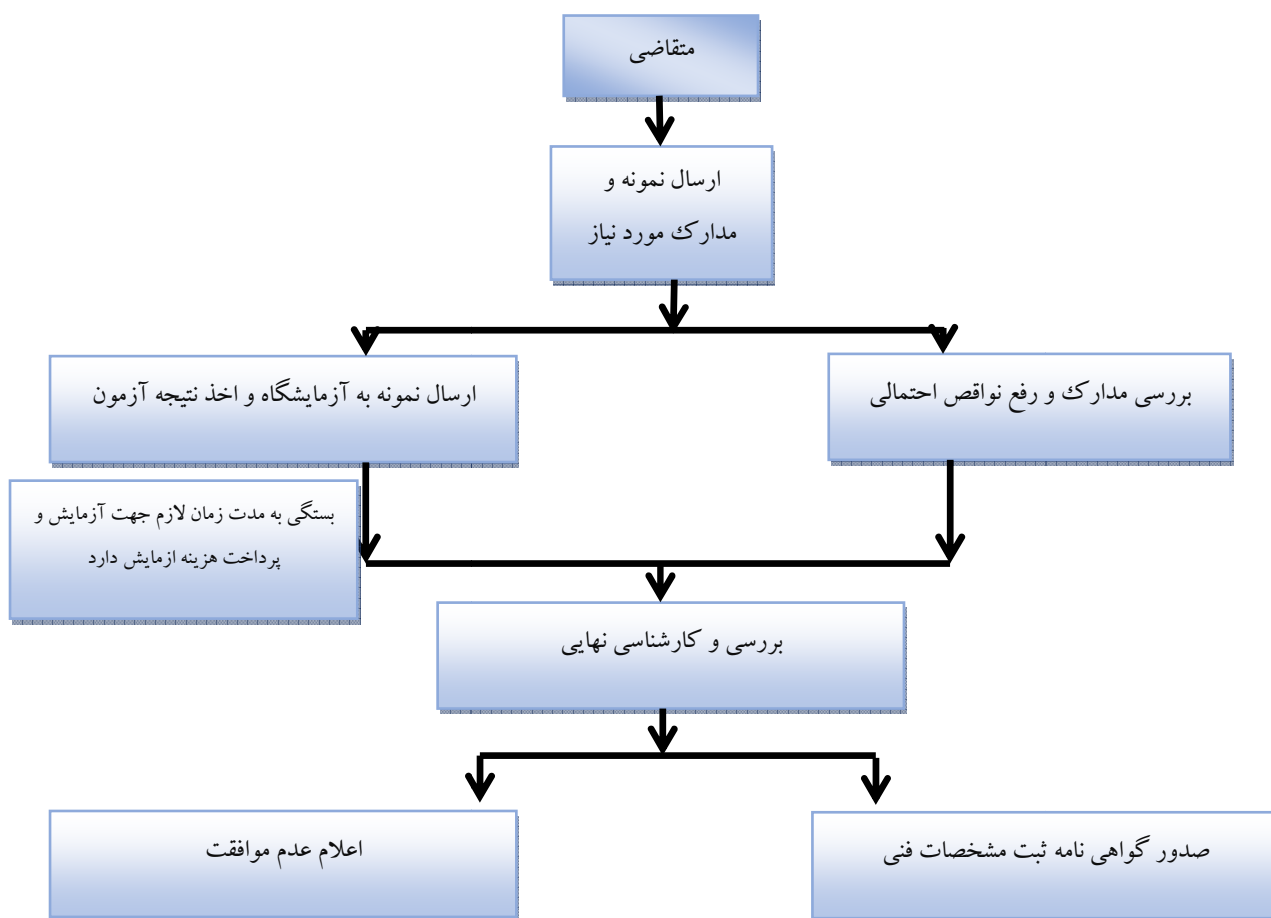 متقاضی
ارسال نمونه و
مدارک مورد نیاز
بررسی مدارک و رفع نواقص احتمالی
ارسال نمونه به آزمایشگاه و اخذ نتیجه آزمون
بستگی به مدت زمان لازم جهت آزمایش و
پرداخت هزینه ازمایش دارد
بررسی و کارشناسی نهایی
صدور گواهی نامه ثبت مشخصات فنی
اعلام عدم موافقت